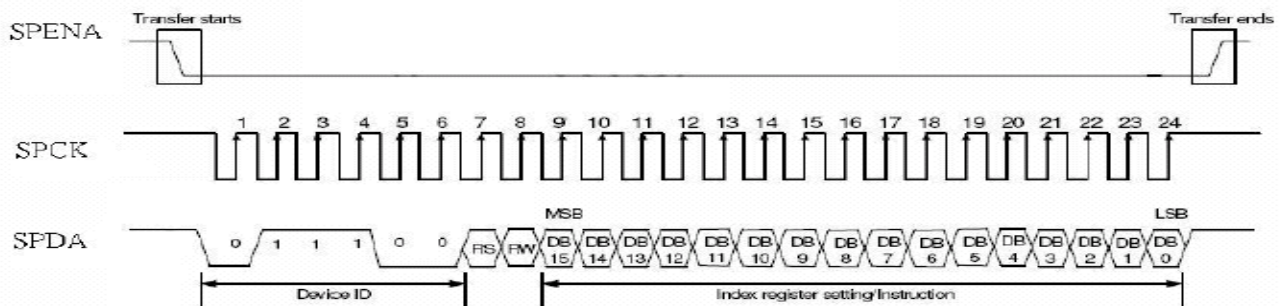 Transfer starts
Transfer ends
SPENA
1 2 3 4 5 6 7 8 9 10 11 12 13 14 15 16 17 18 19 20 21 22 23 24
SPCK
MSB
LSB
SPDA
0 1 1 1 0 0 RS RW DB 15 DB 14 DB 13 DB 12 DB 11 DB 10 DB 9 DB 8 DB 7 DB 6 DB 5 DB 4 DB 3 DB 2 DB 1 DB 0
Device ID
Index register setting/Instruction